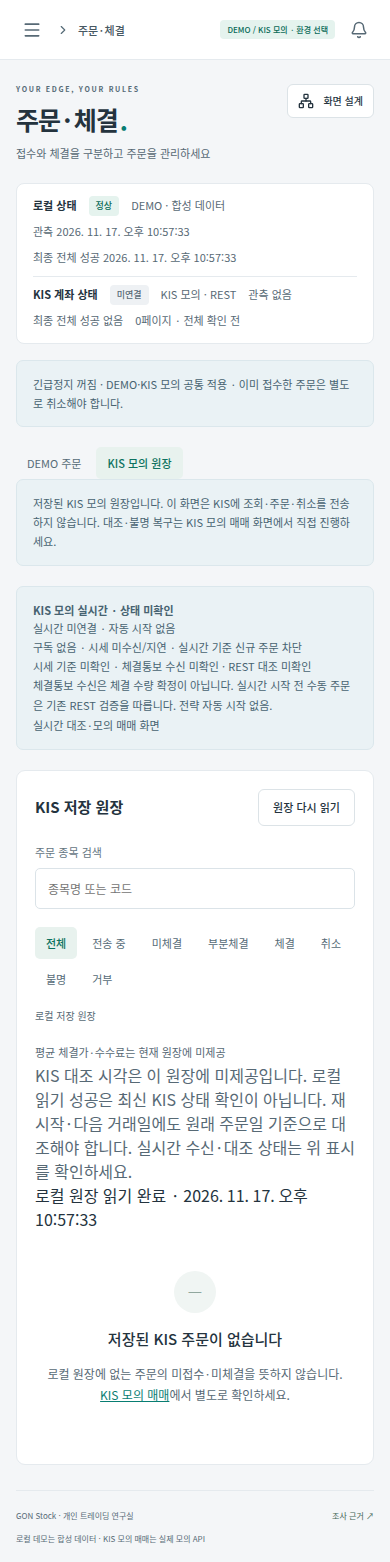 주문·체결
DEMO / KIS 모의 · 환경 선택
YOUR EDGE, YOUR RULES
주문·체결.
화면 설계
접수와 체결을 구분하고 주문을 관리하세요
로컬 상태 정상 DEMO · 합성 데이터
관측 2026. 11. 17. 오후 10:57:33
최종 전체 성공 2026. 11. 17. 오후 10:57:33
KIS 계좌 상태 미연결 KIS 모의 · REST 관측 없음
최종 전체 성공 없음 0페이지 · 전체 확인 전
긴급정지 꺼짐 · DEMO·KIS 모의 공통 적용 · 이미 접수한 주문은 별도
로 취소해야 합니다.
DEMO 주문 KIS 모의 원장
저장된 KIS 모의 원장입니다. 이 화면은 KIS에 조회·주문·취소를 전송
하지 않습니다. 대조·불명 복구는 KIS 모의 매매 화면에서 직접 진행하
세요.
KIS 모의 실시간 · 상태 미확인
실시간 미연결 · 자동 시작 없음
구독 없음 · 시세 미수신/지연 · 실시간 기준 신규 주문 차단
시세 기준 미확인 · 체결통보 수신 미확인 · REST 대조 미확인
체결통보 수신은 체결 수량 확정이 아닙니다. 실시간 시작 전 수동 주문
은 기존 REST 검증을 따릅니다. 전략 자동 시작 없음.
실시간 대조·모의 매매 화면
KIS 저장 원장
원장 다시 읽기
주문 종목 검색
종목명 또는 코드
전체 전송 중 미체결 부분체결 체결 취소
불명 거부
로컬 저장 원장
평균 체결가·수수료는 현재 원장에 미제공
KIS 대조 시각은 이 원장에 미제공입니다. 로컬
읽기 성공은 최신 KIS 상태 확인이 아닙니다. 재
시작·다음 거래일에도 원래 주문일 기준으로 대
조해야 합니다. 실시간 수신·대조 상태는 위 표시
를 확인하세요.
로컬 원장 읽기 완료 · 2026. 11. 17. 오후
10:57:33
—
저장된 KIS 주문이 없습니다
로컬 원장에 없는 주문의 미접수·미체결을 뜻하지 않습니다.
KIS 모의 매매에서 별도로 확인하세요.
GON Stock · 개인 트레이딩 연구실
조사 근거 ↗
로컬 데모는 합성 데이터 · KIS 모의 매매는 실제 모의 API